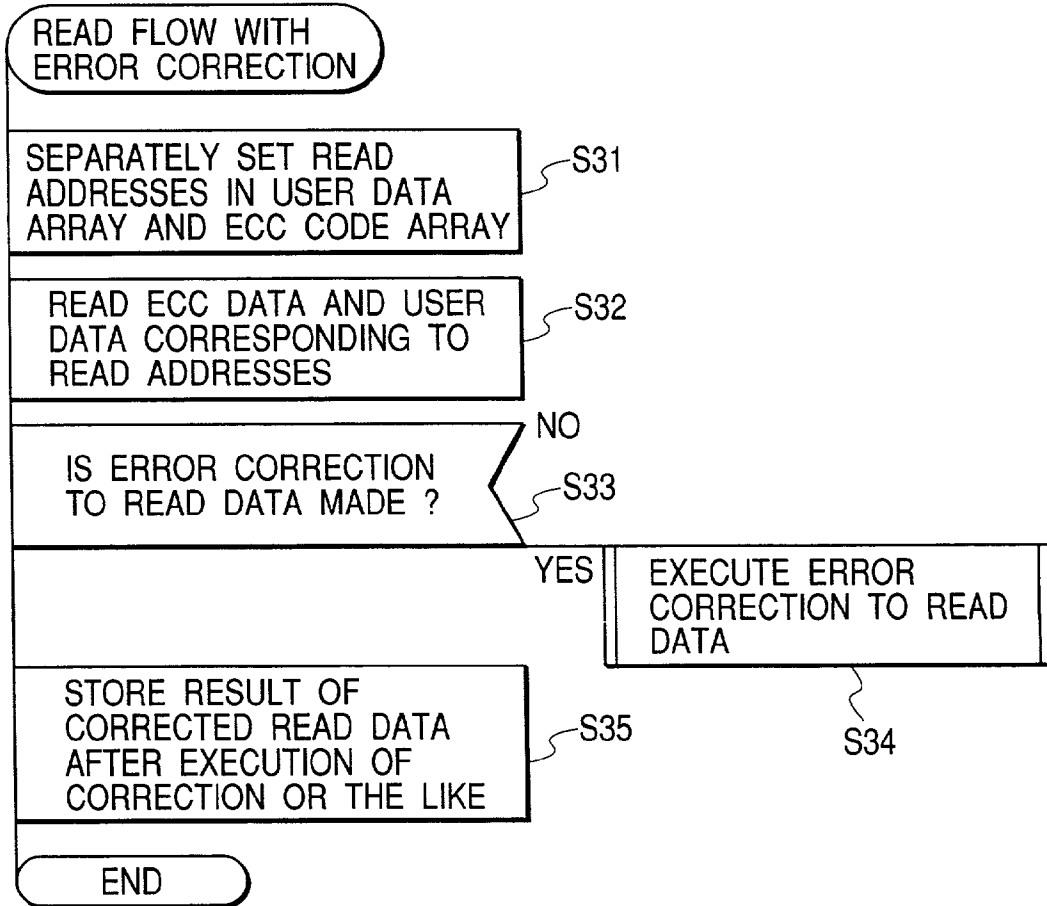 READ FLOW WITH
ERROR CORRECTION
SEPARATELY SET READ
ADDRESSES IN USER DATA
ARRAY AND ECC CODE ARRAY
S31
READ ECC DATA AND USER
DATA CORRESPONDING TO
READ ADDRESSES
S32
NO
IS ERROR CORRECTION
TO READ DATA MADE ?
S33
YES
EXECUTE ERROR
CORRECTION TO READ
DATA
S34
STORE RESULT OF
CORRECTED READ DATA
AFTER EXECUTION OF
CORRECTION OR THE LIKE
S35
END